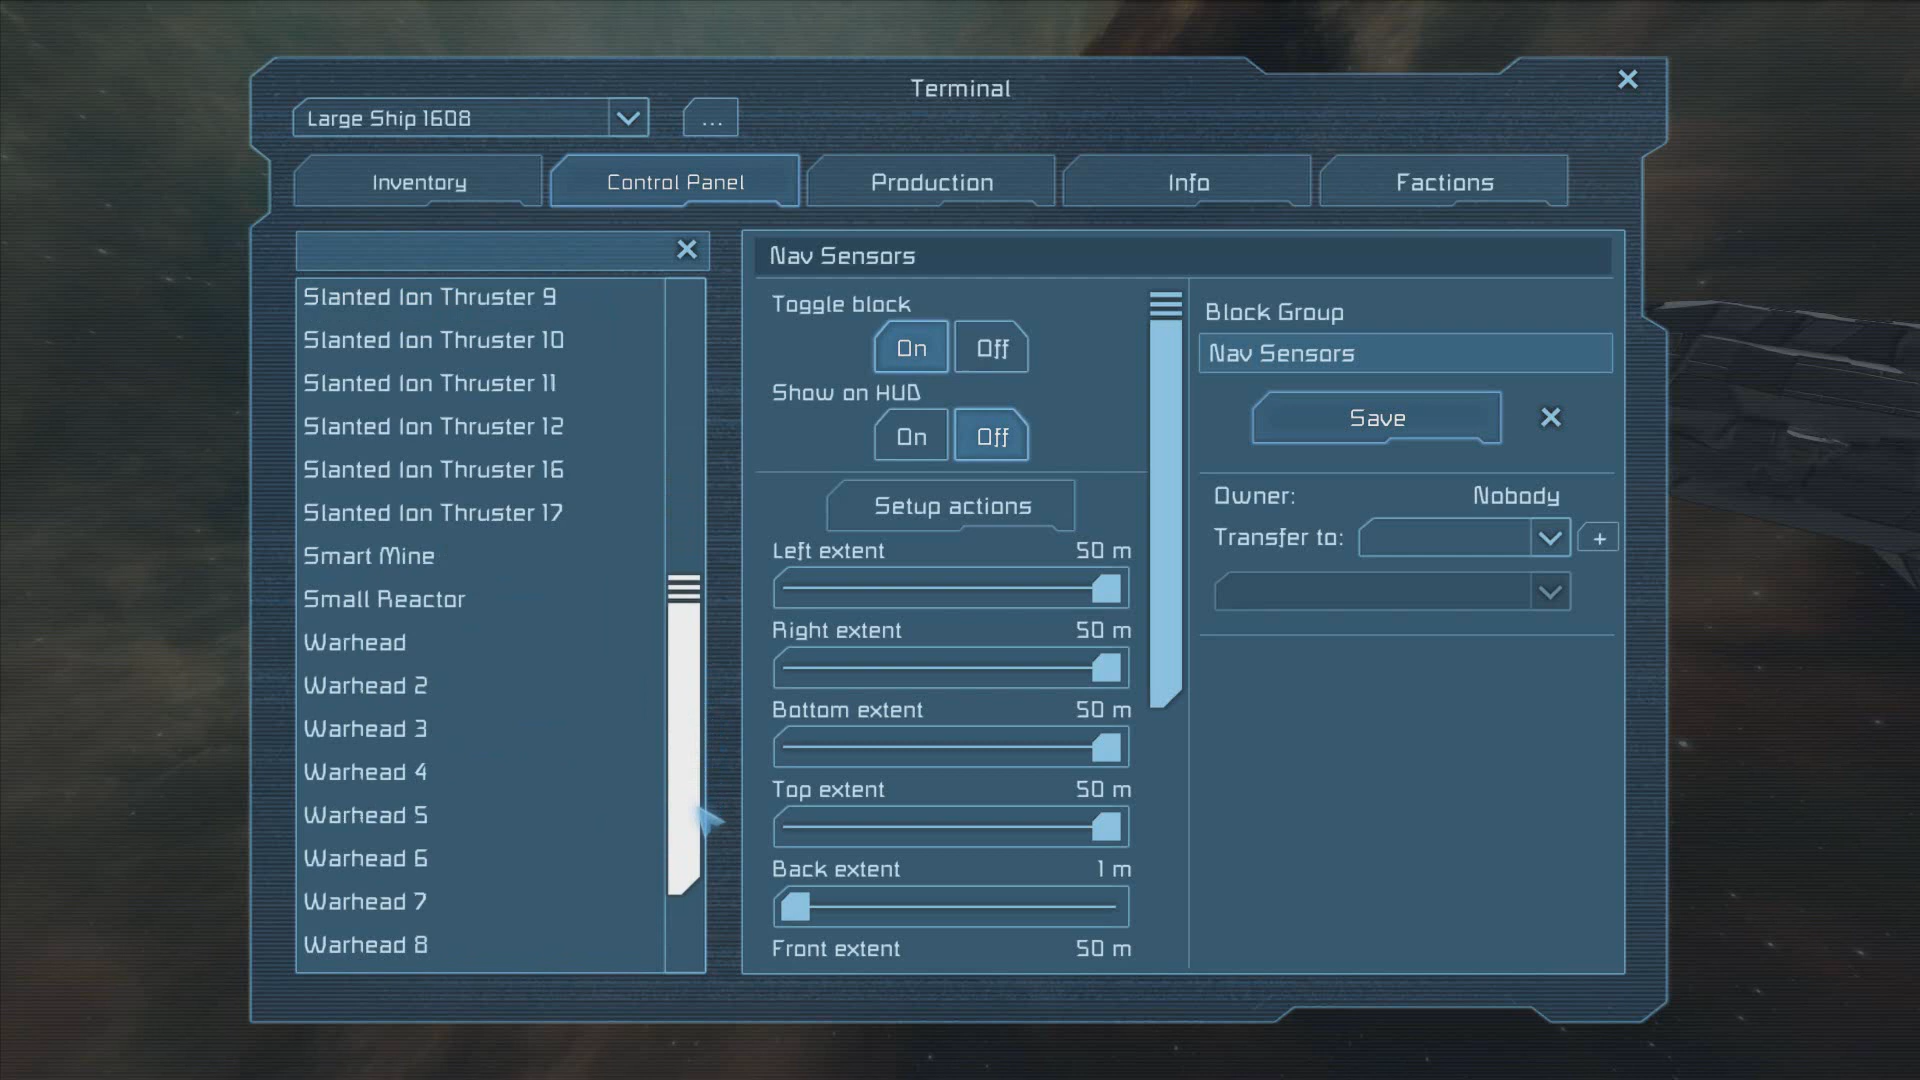 Terminal
Large Ship 1608
...
Inventory
Control Panel
Production
Info
Factions
Slanted Ion Thruster 9
Slanted Ion Thruster 10
Slanted Ion Thruster 11
Slanted Ion Thruster 12
Slanted Ion Thruster 16
Slanted Ion Thruster 17
Smart Mine
Small Reactor
Warhead
Warhead 2
Warhead 3
Warhead 4
Warhead 5
Warhead 6
Warhead 7
Warhead 8
Nav Sensors
Toggle block
On Off
Show on HUD
On Off
Setup actions
Left extent 50 m
Right extent 50 m
Bottom extent 50 m
Top extent 50 m
Back extent 1 m
Front extent 50 m
Block Group
Nav Sensors
Save
Owner: Nobody
Transfer to: +